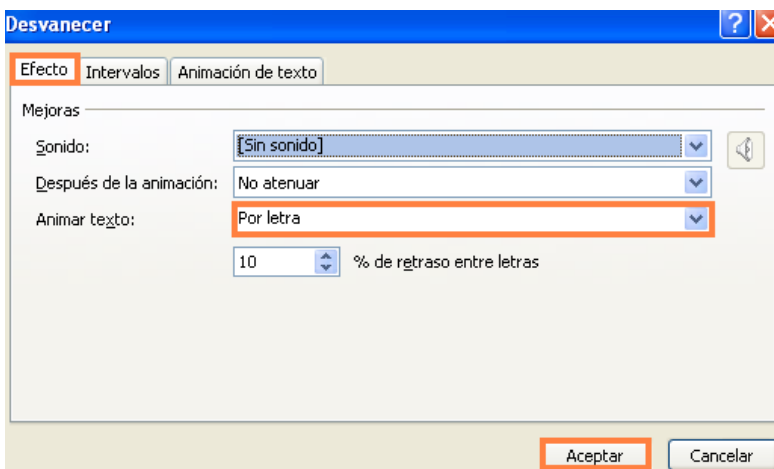 Desvanecer
Efecto Intervalos Animación de texto
Mejoras
Sonido: [Sin sonido]
Después de la animación: No atenuar
Animar texto: Por letra
10 % de retraso entre letras
Aceptar Cancelar